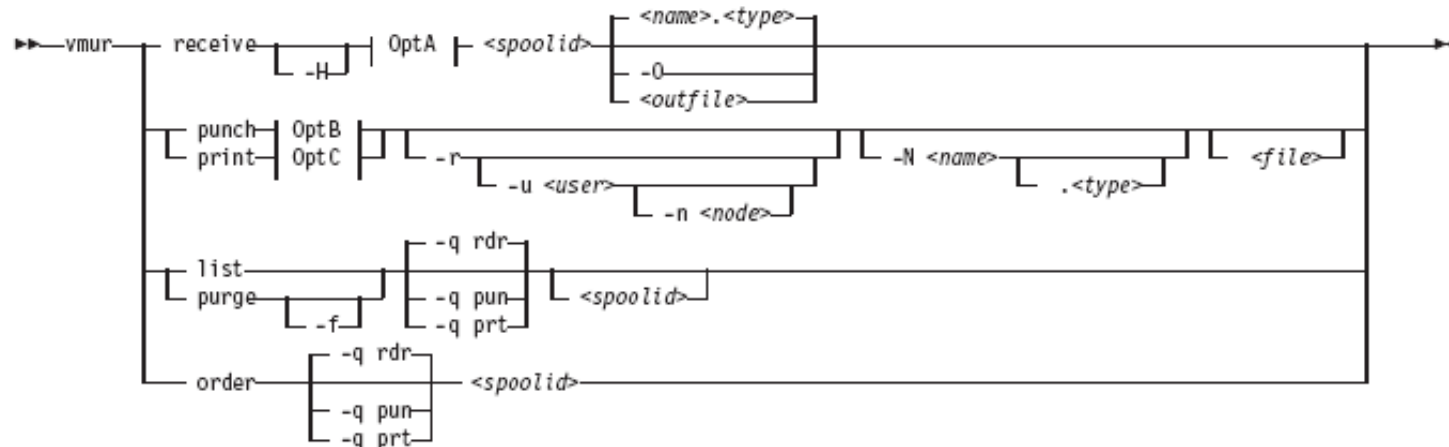 <name>.<type>
vmur receive -H OptA <spoolid> -O
<outfile>
punch OptB
print OptC -r -N <name> <file>
-u <user> .<type>
-n <node>
-q rdr
list
purge -f -q pun <spoolid>
-q prt
-q rdr
order <spoolid>
-q pun
-q prt